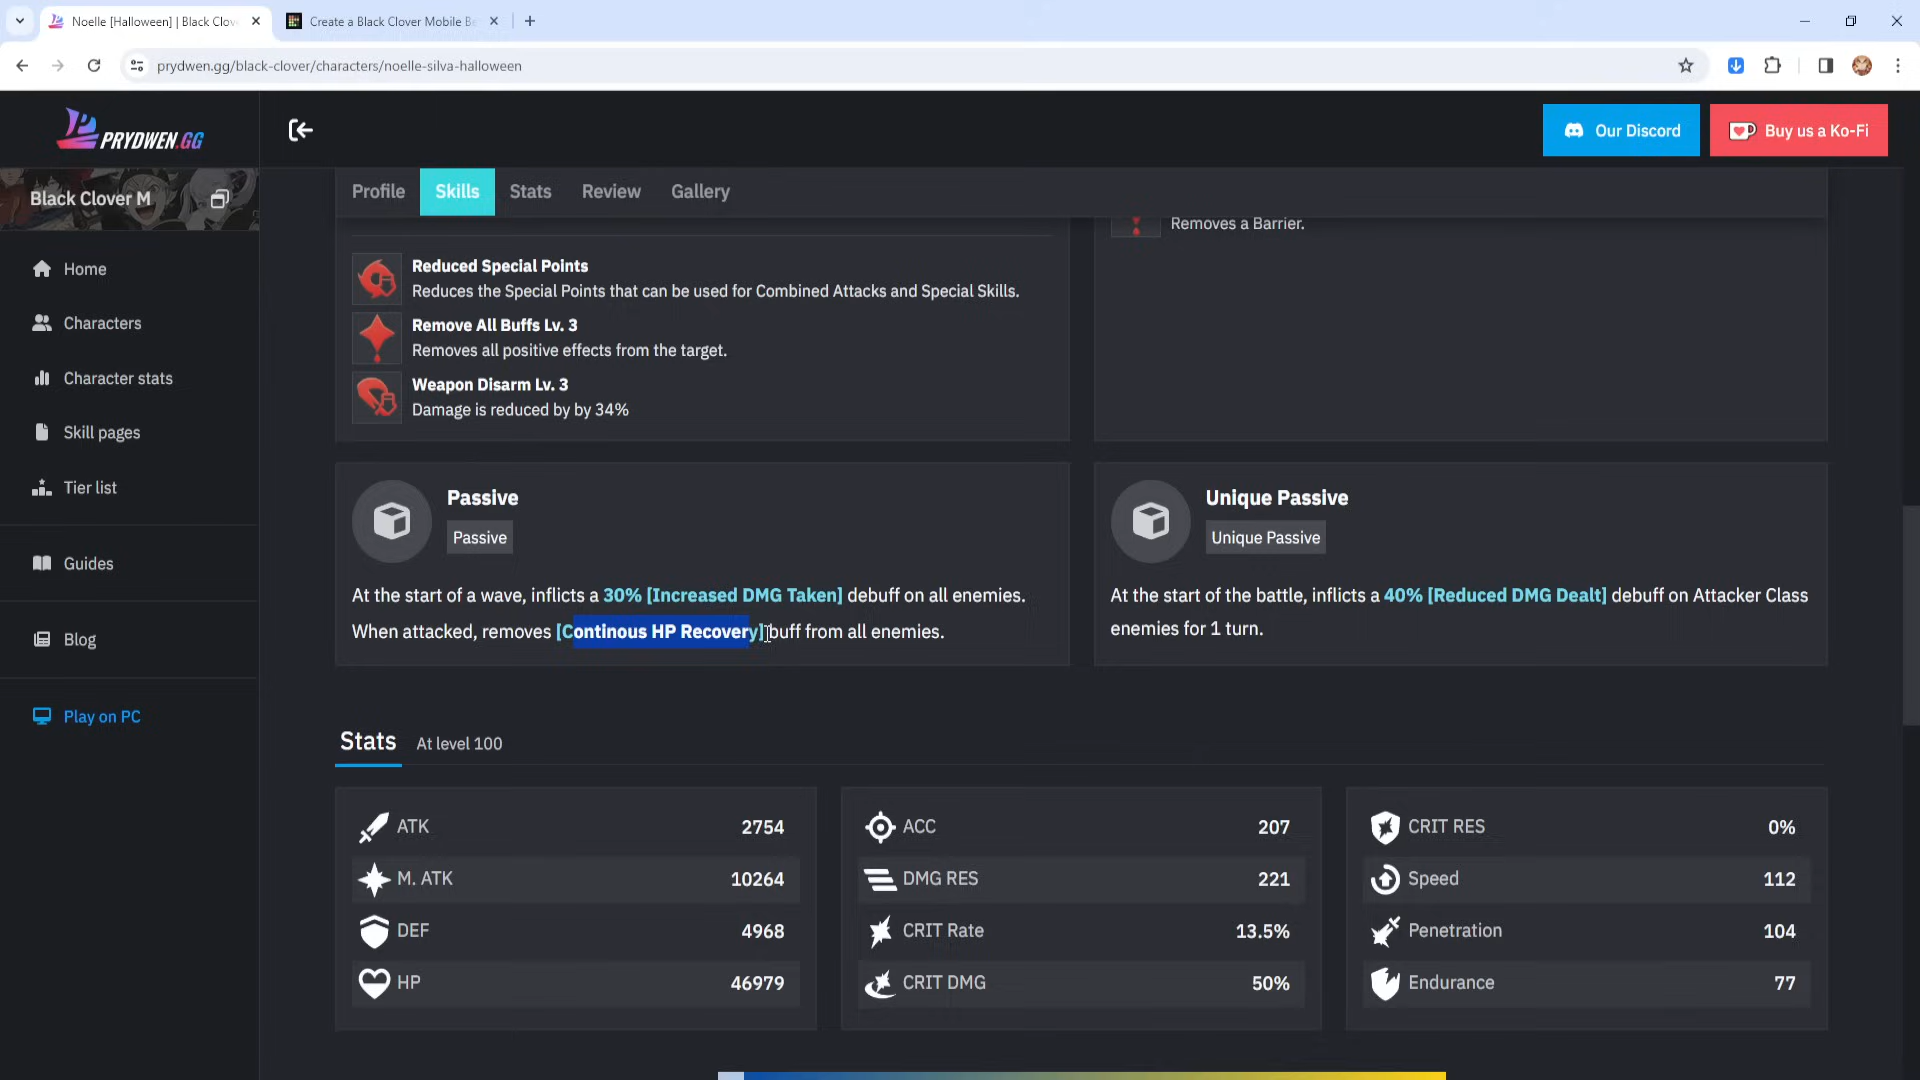 Noelle [Halloween] | Black Clov
Create a Black Clover Mobile Be
prydwen.gg/black-clover/characters/noelle-silva-halloween
PRYDWEN.GG
Our Discord
Buy us a Ko-Fi
Black Clover M
Profile
Skills
Stats
Review
Gallery
Home
Characters
Character stats
Skill pages
Tier list
Guides
Blog
Play on PC
Reduced Special Points
Reduces the Special Points that can be used for Combined Attacks and Special Skills.
Remove All Buffs Lv. 3
Removes all positive effects from the target.
Weapon Disarm Lv. 3
Damage is reduced by by 34%
Removes a Barrier.
Passive
Passive
At the start of a wave, inflicts a 30% [Increased DMG Taken] debuff on all enemies.
When attacked, removes [Continous HP Recovery] buff from all enemies.
Unique Passive
Unique Passive
At the start of the battle, inflicts a 40% [Reduced DMG Dealt] debuff on Attacker Class
enemies for 1 turn.
Stats At level 100
ATK 2754
M. ATK 10264
DEF 4968
HP 46979
ACC 207
DMG RES 221
CRIT Rate 13.5%
CRIT DMG 50%
CRIT RES 0%
Speed 112
Penetration 104
Endurance 77